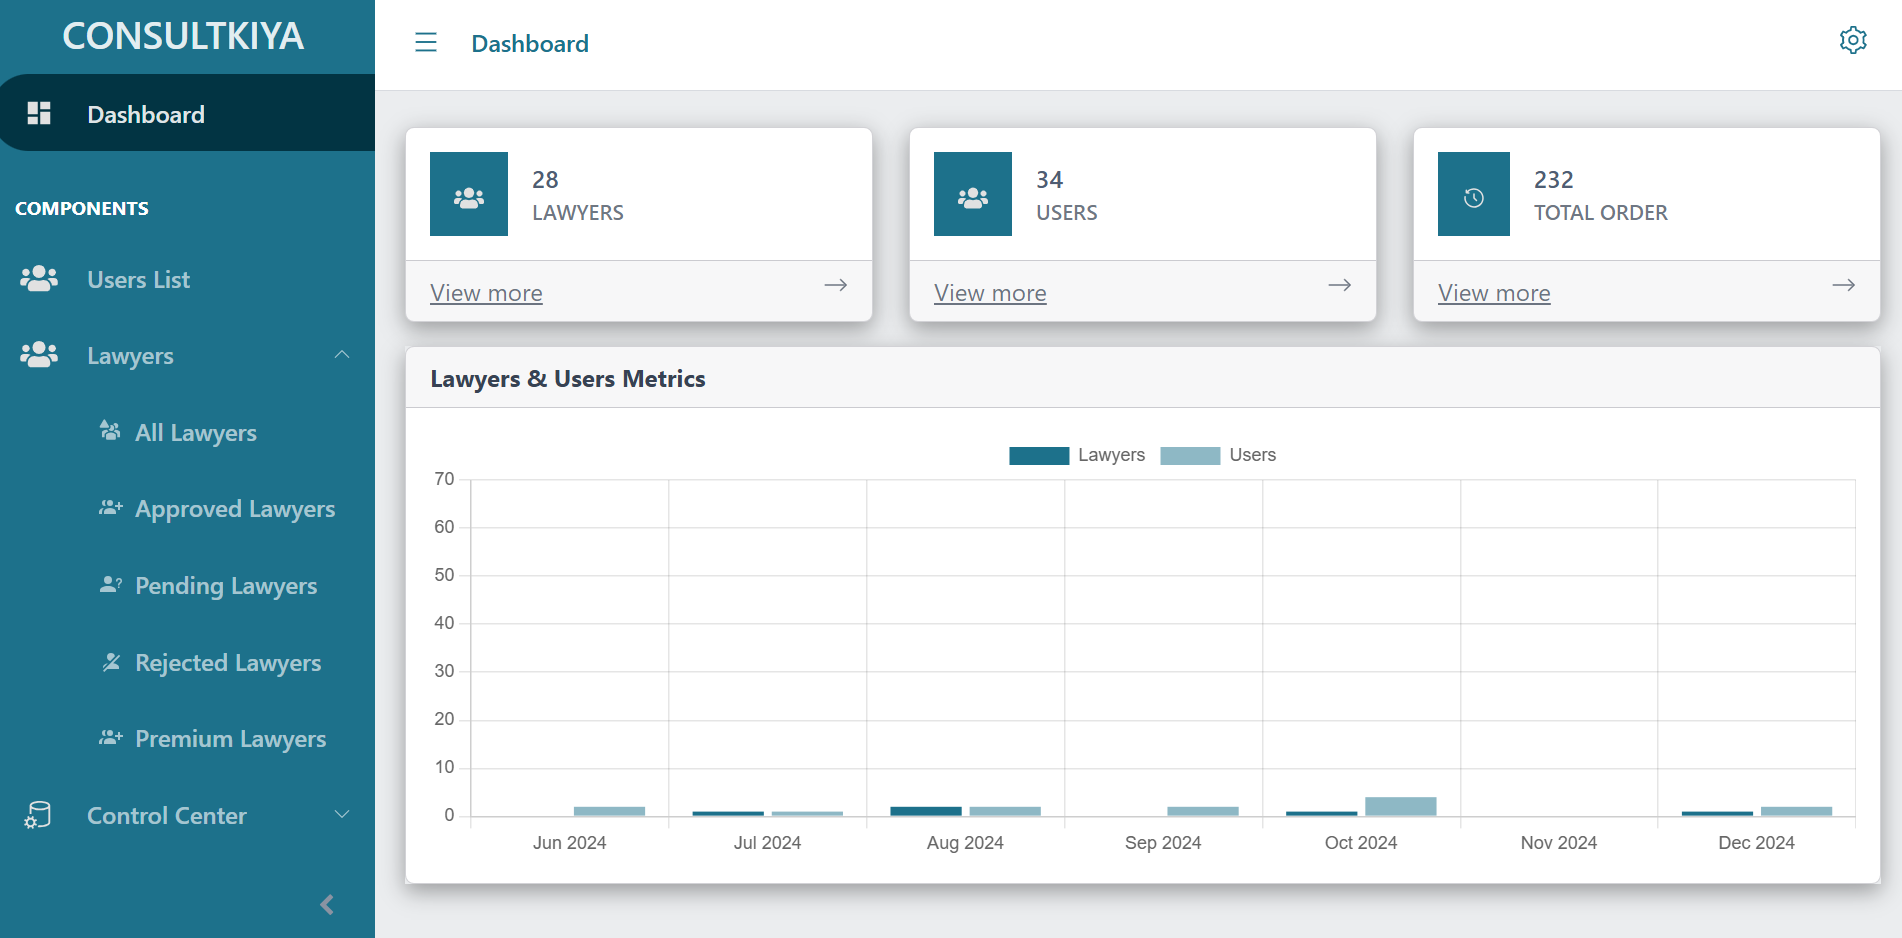 CONSULTKIYA
Dashboard
COMPONENTS
Users List
Lawyers
All Lawyers
Approved Lawyers
Pending Lawyers
Rejected Lawyers
Premium Lawyers
Control Center
Dashboard
28
LAWYERS
View more
34
USERS
View more
232
TOTAL ORDER
View more
Lawyers & Users Metrics
Lawyers Users
70
60
50
40
30
20
10
0
Jun 2024 Jul 2024 Aug 2024 Sep 2024 Oct 2024 Nov 2024 Dec 2024